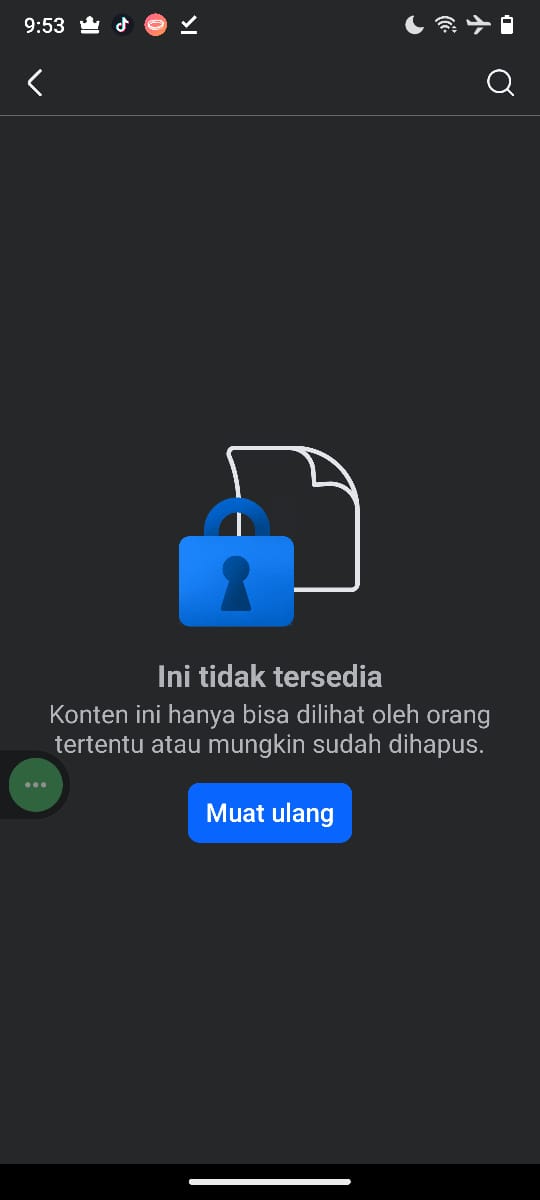 9:53
Ini tidak tersedia
Konten ini hanya bisa dilihat oleh orang
tertentu atau mungkin sudah dihapus.
Muat ulang